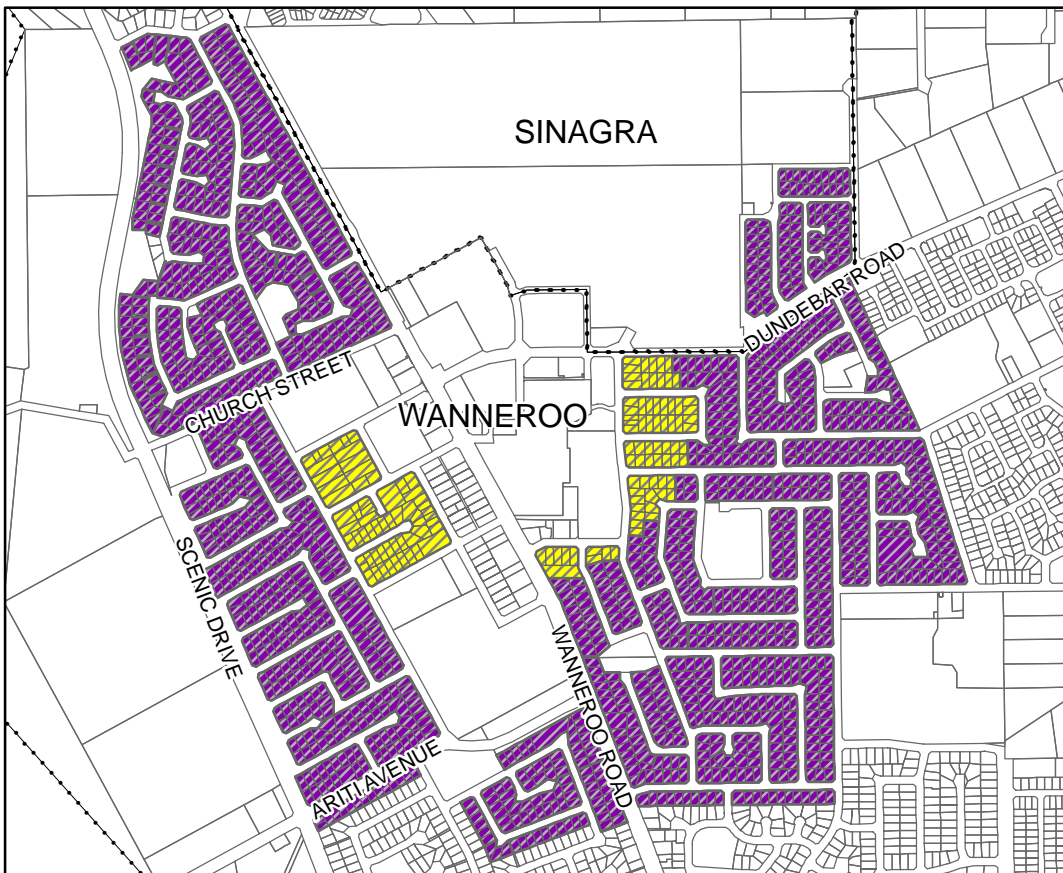 SINAGRA
DUNDEBAR ROAD
CHURCH STREET
WANNEROO
SCENIC DRIVE
WANNEROO ROAD
ARITI AVENUE